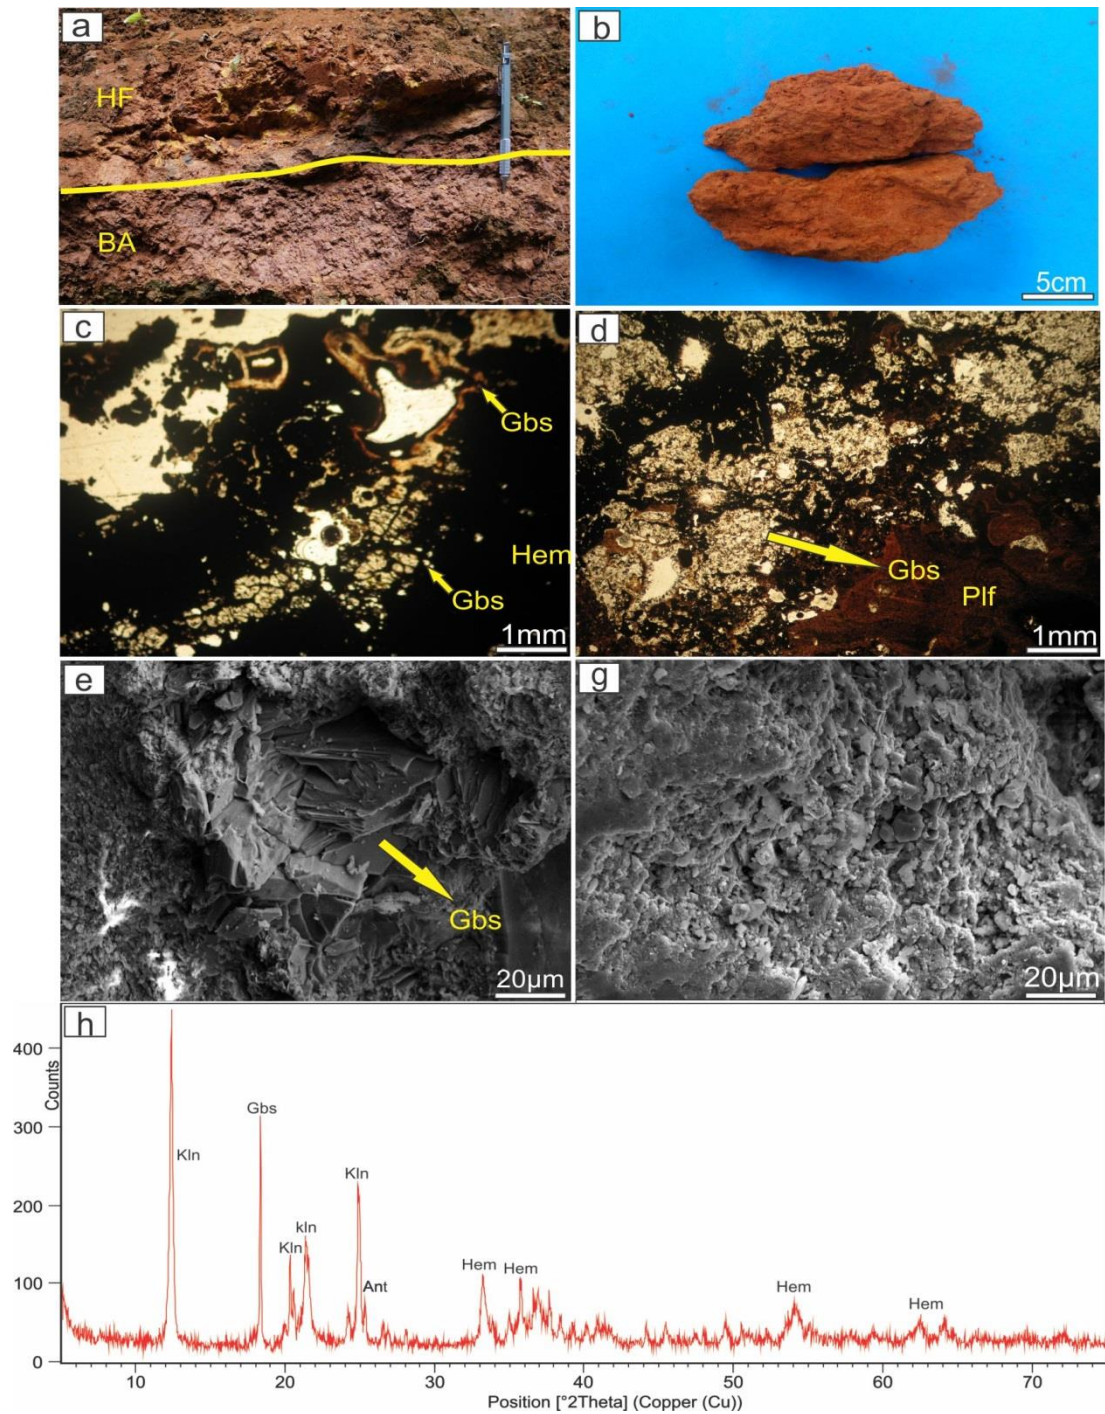 a
HF
BA
b
5cm
c
Gbs
Hem
Gbs
1mm
d
Gbs
Plf
1mm
e
Gbs
20µm
g
20µm
h
400
300
200
100
0
Counts
Kln
Gbs
Kln
kln
Kln
Ant
Hem
Hem
Hem
Hem
10
20
30
40
50
60
70
Position [°2Theta] (Copper (Cu))